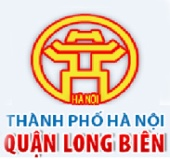 HÀ NỘI
THÀNH PHỐ HÀ NỘI
QUẬN LONG BIÊN